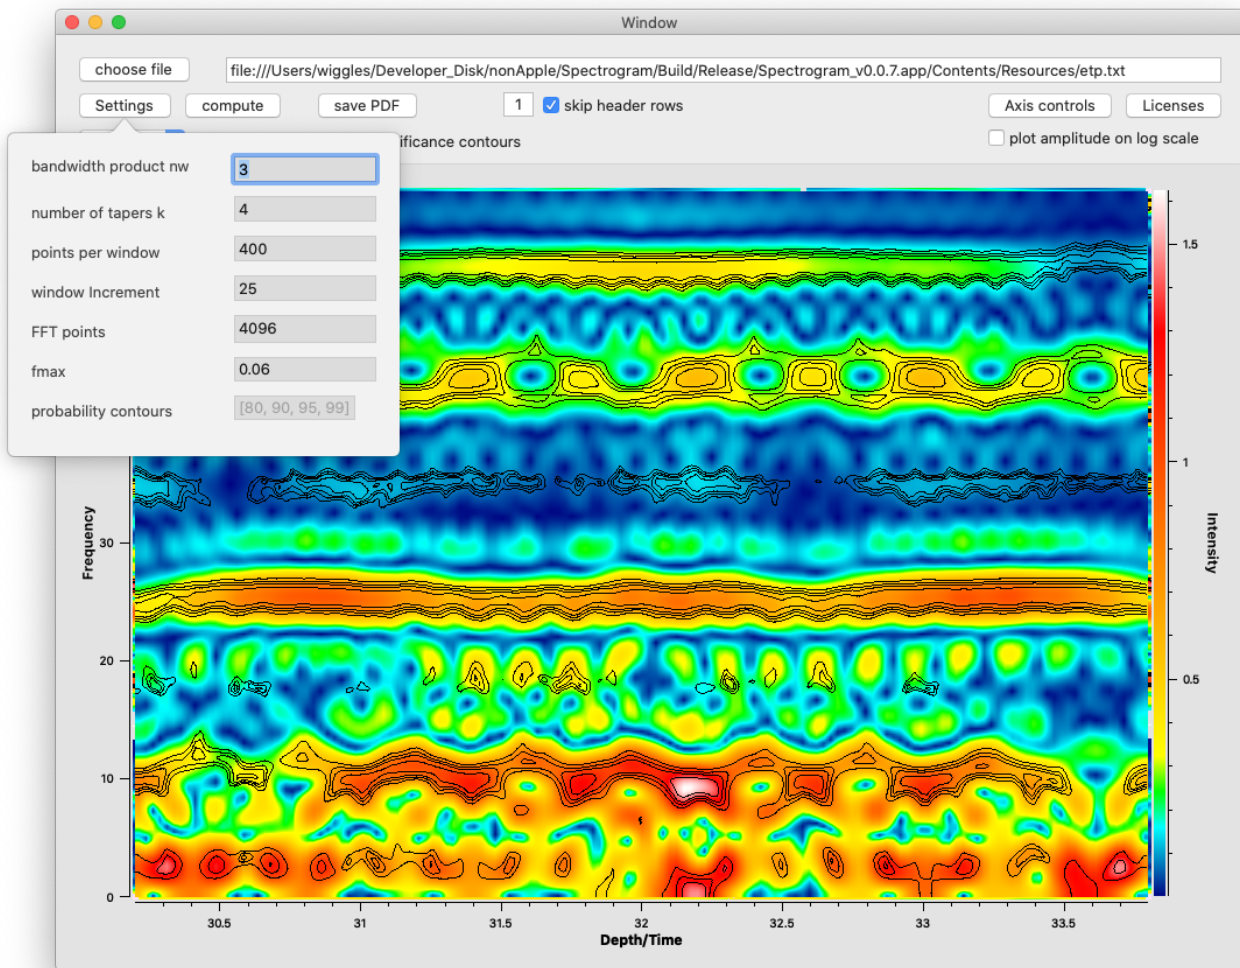 Window
choose file
file:///Users/wiggles/Developer_Disk/nonApple/Spectrogram/Build/Release/Spectrogram_v0.0.7.app/Contents/Resources/etp.txt
Settings compute save PDF 1 skip header rows Axis controls Licenses
ificance contours plot amplitude on log scale
bandwidth product nw 3
number of tapers k 4
points per window 400
window Increment 25
FFT points 4096
fmax 0.06
probability contours [80, 90, 95, 99]
Frequency
30
20
10
0
30.5 31 31.5 32 32.5 33 33.5
Depth/Time
1.5
1
0.5
Intensity